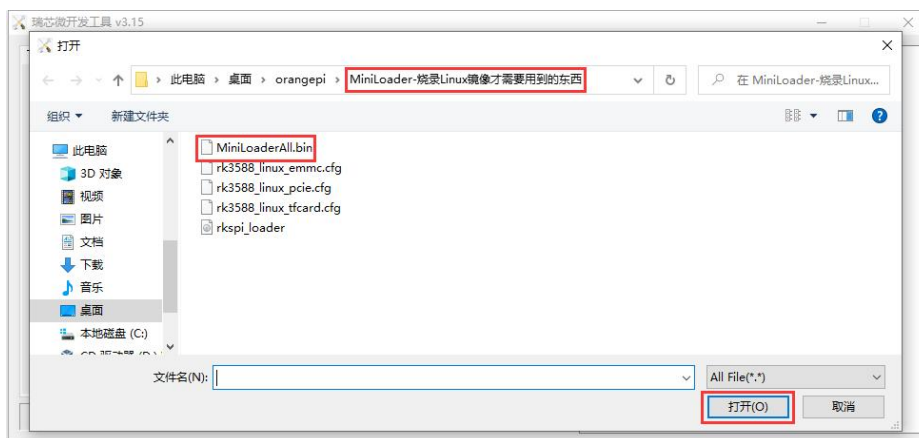 瑞芯微开发工具 v3.15
打开
此电脑 › 桌面 › orangepi › MiniLoader-烧录Linux镜像才需要用到的东西
在 MiniLoader-烧录Linux...
组织 新建文件夹
此电脑
3D 对象
视频
图片
文档
下载
音乐
桌面
本地磁盘 (C:)
MiniLoaderAll.bin
rk3588_linux_emmc.cfg
rk3588_linux_pcie.cfg
rk3588_linux_tfcard.cfg
rkspi_loader
文件名(N):
All File(*.*)
打开(O) 取消